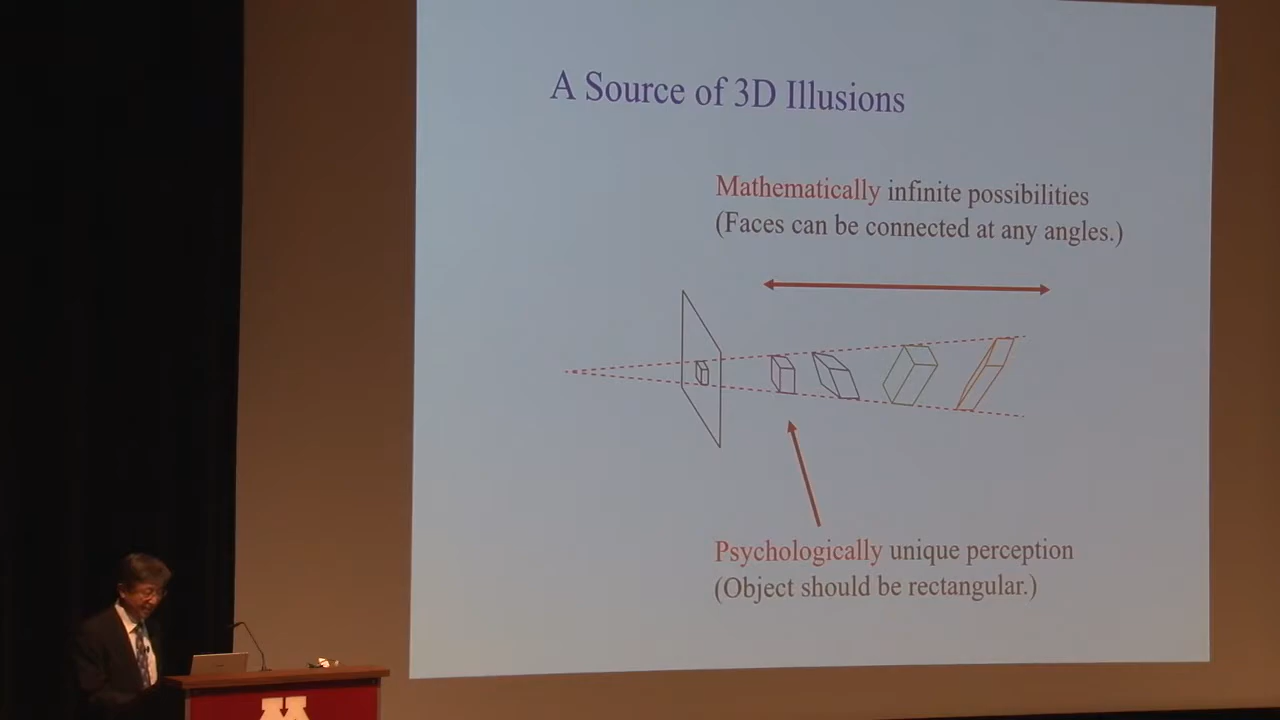 A Source of 3D Illusions
Mathematically infinite possibilities
(Faces can be connected at any angles.)
Psychologically unique perception
(Object should be rectangular.)
M